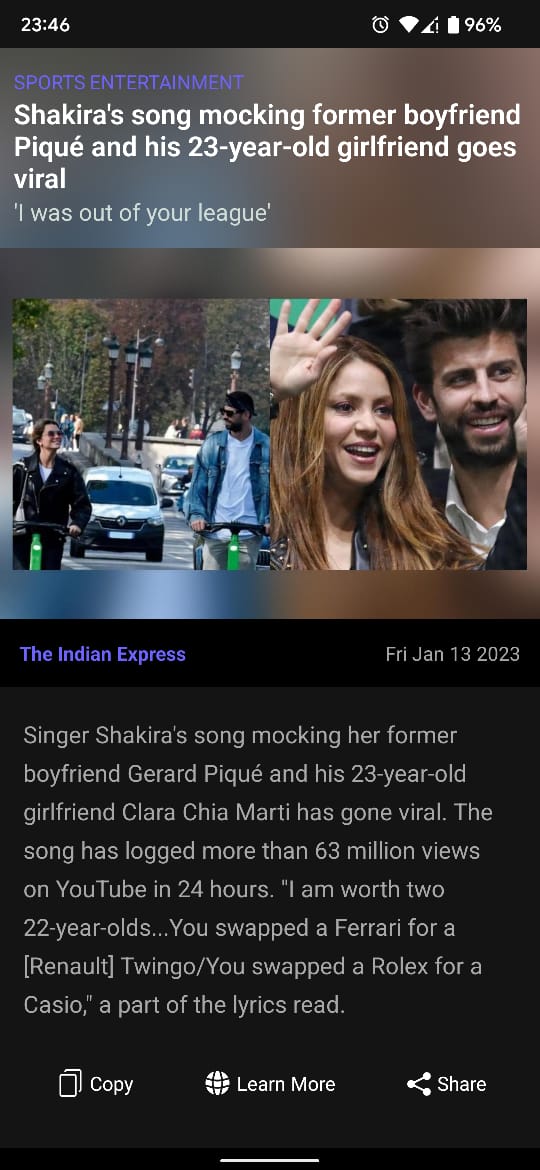 23:46
96%
SPORTS ENTERTAINMENT
Shakira's song mocking former boyfriend
Piqué and his 23-year-old girlfriend goes
viral
'I was out of your league'
The Indian Express
Fri Jan 13 2023
Singer Shakira's song mocking her former
boyfriend Gerard Piqué and his 23-year-old
girlfriend Clara Chia Marti has gone viral. The
song has logged more than 63 million views
on YouTube in 24 hours. "I am worth two
22-year-olds...You swapped a Ferrari for a
[Renault] Twingo/You swapped a Rolex for a
Casio," a part of the lyrics read.
Copy
Learn More
Share